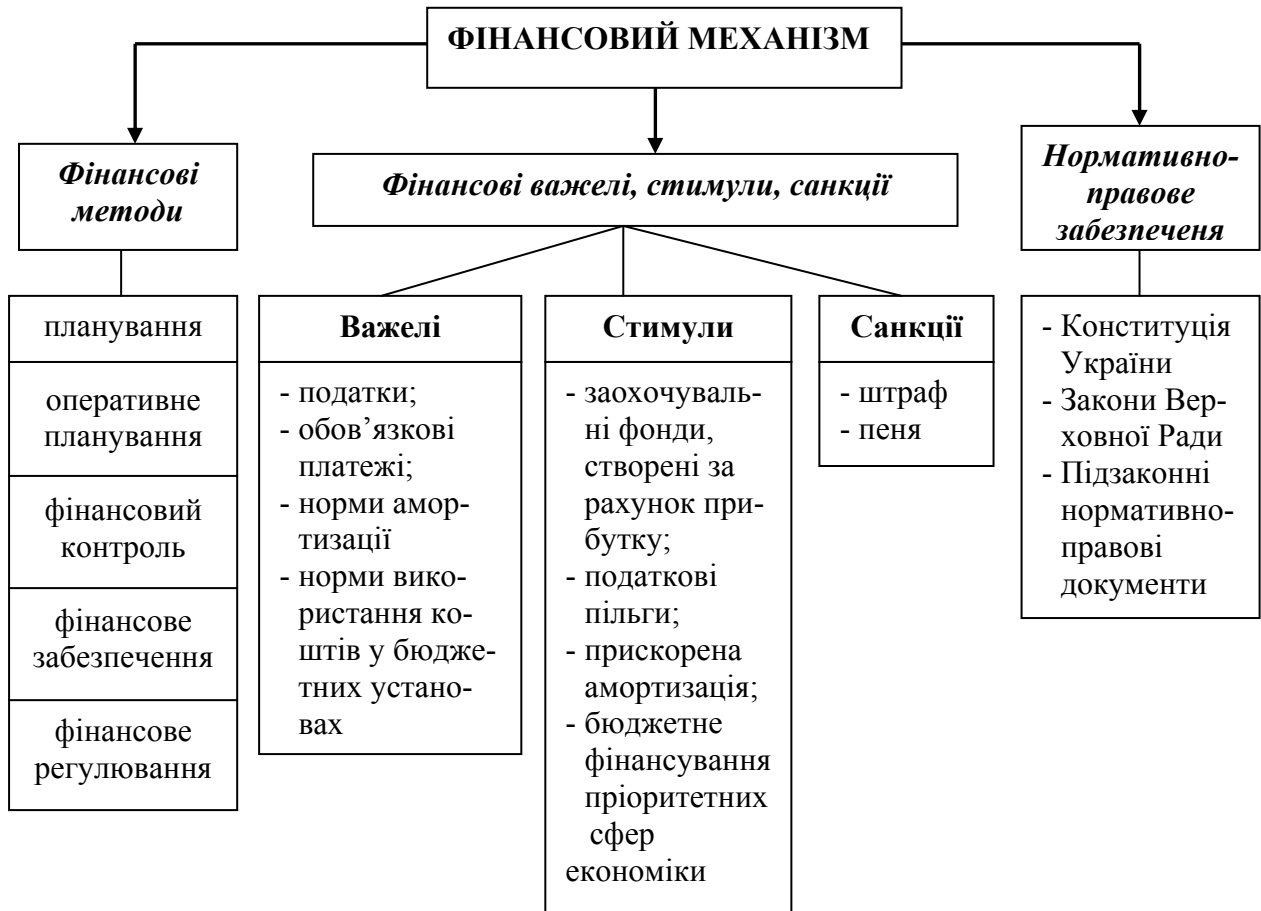 ФІНАНСОВИЙ МЕХАНІЗМ
Фінансові
методи
Фінансові важелі, стимули, санкції
Нормативно-
правове
забезпеченя
планування
оперативне
планування
фінансовий
контроль
фінансове
забезпечення
фінансове
регулювання
Важелі
- податки;
- обов’язкові
платежі;
- норми амор-
тизації
- норми вико-
ристання ко-
штів у бюдже-
тних устано-
вах
Стимули
- заохочуваль-
ні фонди,
створені за
рахунок при-
бутку;
- податкові
пільги;
- прискорена
амортизація;
- бюджетне
фінансування
пріоритетних
сфер
економіки
Санкції
- штраф
- пеня
- Конституція
України
- Закони Вер-
ховної Ради
- Підзаконні
нормативно-
правові
документи